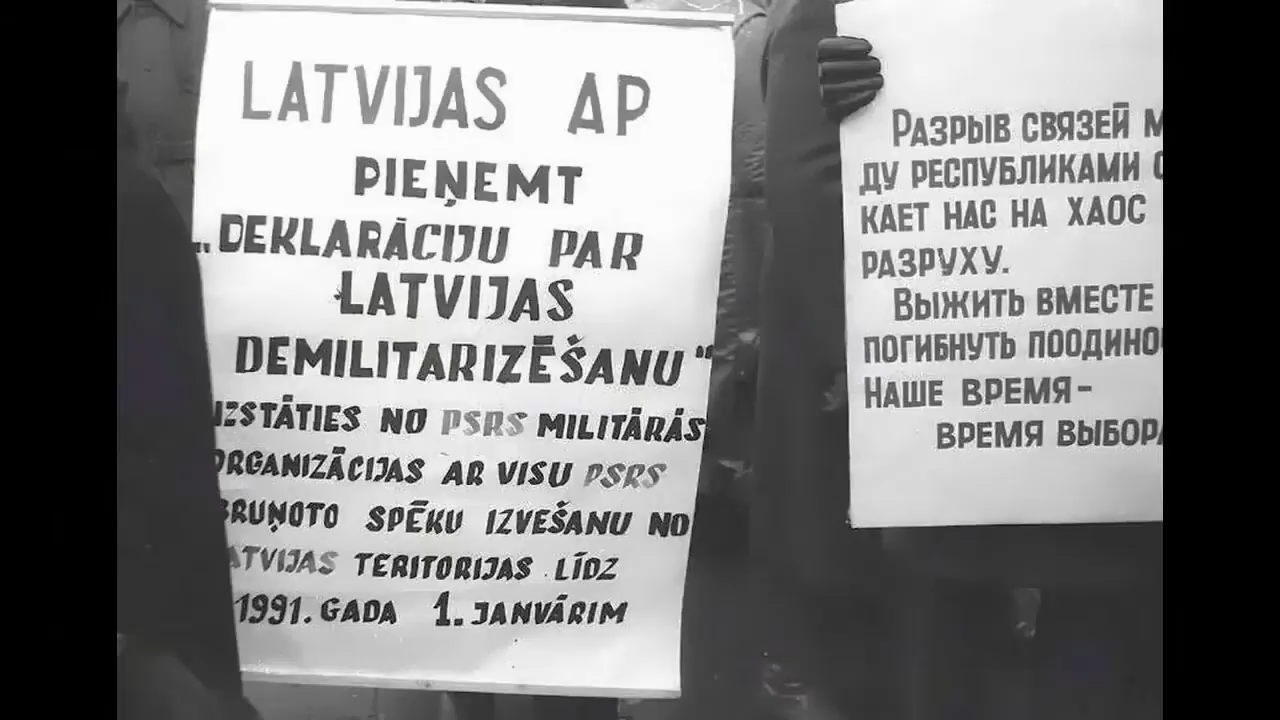 LATVIJAS AP
PIEŅEMT
„DEKLARĀCIJU PAR
LATVIJAS
DEMILITARIZĒŠANU“
IZSTĀTIES NO PSRS MILITĀRĀS
ORGANIZĀCIJAS AR VISU PSRS
BRUŅOTO SPĒKU IZVEŠANU NO
LATVIJAS TERITORIJAS LĪDZ
1991. GADA 1. JANVĀRIM
РАЗРЫВ СВЯЗЕЙ
ДУ РЕСПУБЛИКАМИ
КАЕТ НАС НА ХАОС
РАЗРУХУ.
ВЫЖИТЬ ВМЕСТЕ
ПОГИБНУТЬ ПООДИНО
НАШЕ ВРЕМЯ-
ВРЕМЯ ВЫБОРА